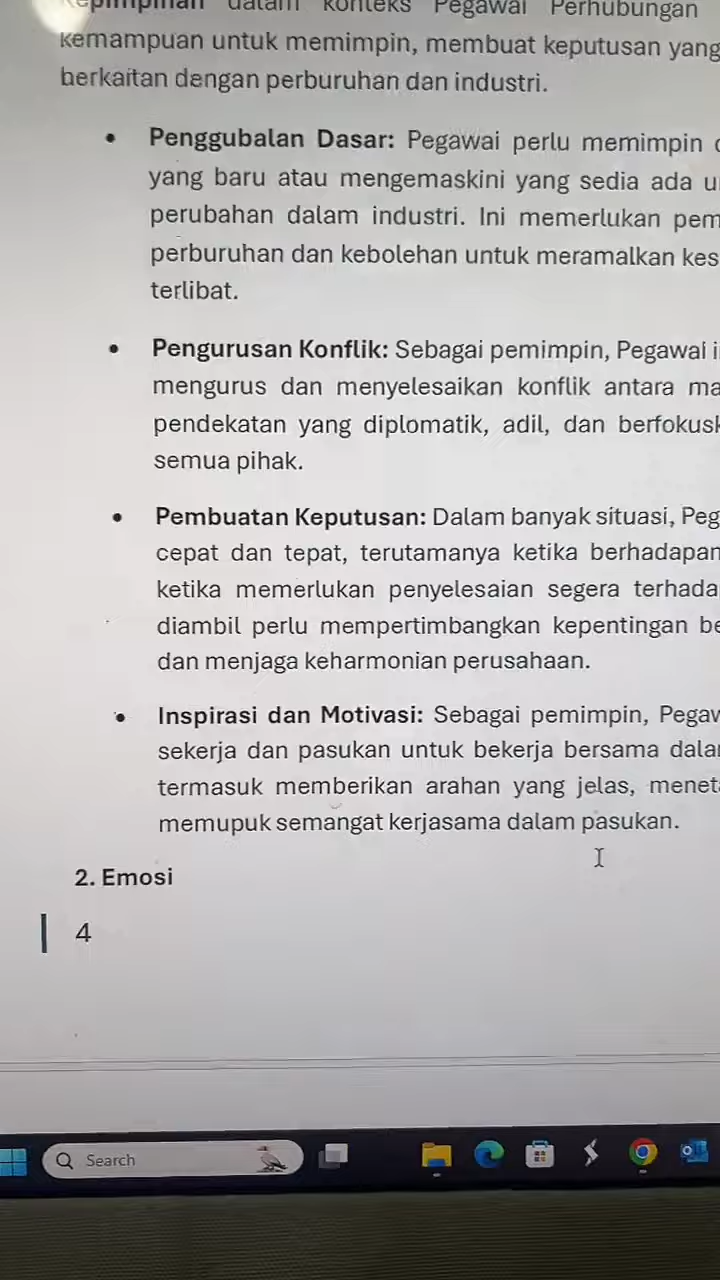 dalam konteks Pegawai Perhubungan
kemampuan untuk memimpin, membuat keputusan yang
berkaitan dengan perburuhan dan industri.
• Penggubalan Dasar: Pegawai perlu memimpin
yang baru atau mengemaskini yang sedia ada
perubahan dalam industri. Ini memerlukan
perburuhan dan kebolehan untuk meramalkan
terlibat.
• Pengurusan Konflik: Sebagai pemimpin, Pegawai
mengurus dan menyelesaikan konflik antara
pendekatan yang diplomatik, adil, dan
semua pihak.
• Pembuatan Keputusan: Dalam banyak situasi,
cepat dan tepat, terutamanya ketika berhadapan
ketika memerlukan penyelesaian segera
diambil perlu mempertimbangkan kepentingan
dan menjaga keharmonian perusahaan.
• Inspirasi dan Motivasi: Sebagai pemimpin,
sekerja dan pasukan untuk bekerja bersama
termasuk memberikan arahan yang jelas,
memupuk semangat kerjasama dalam pasukan.
2. Emosi
4
Search